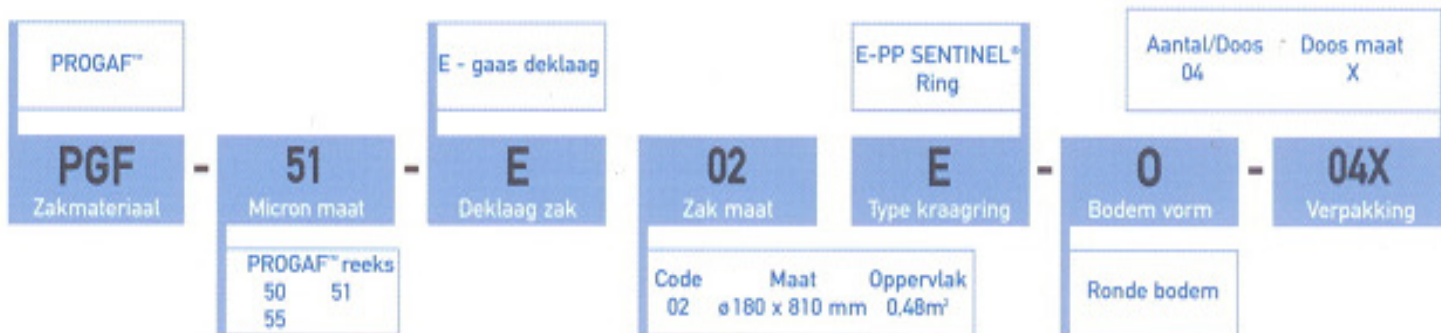 PROGAF™
E - gaas deklaag
E-PP SENTINEL®
Ring
Aantal/Doos Doos maat
04 X
PGF - 51 - E 02 E - O - 04X
Zakmateriaal Micron maat Deklaag zak Zak maat Type kraagring Bodem vorm Verpakking
PROGAF™ reeks
50 51
55
Code Maat Oppervlak
02 ø180 x 810 mm 0,48m²
Ronde bodem